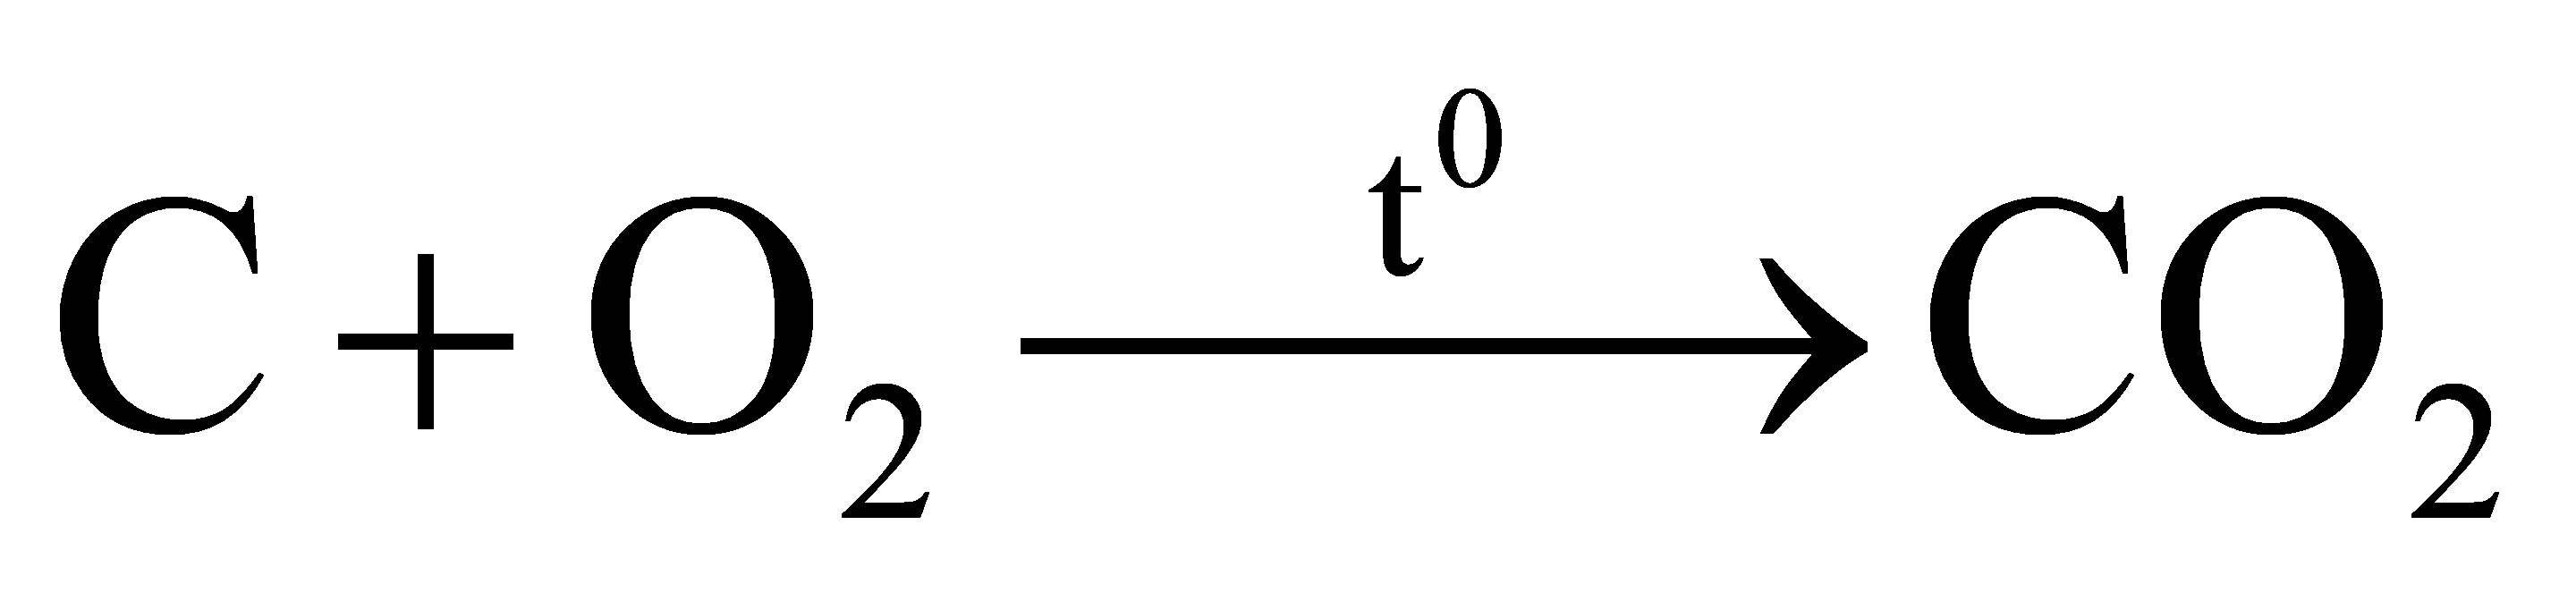 C + O₂ →(t⁰) CO₂